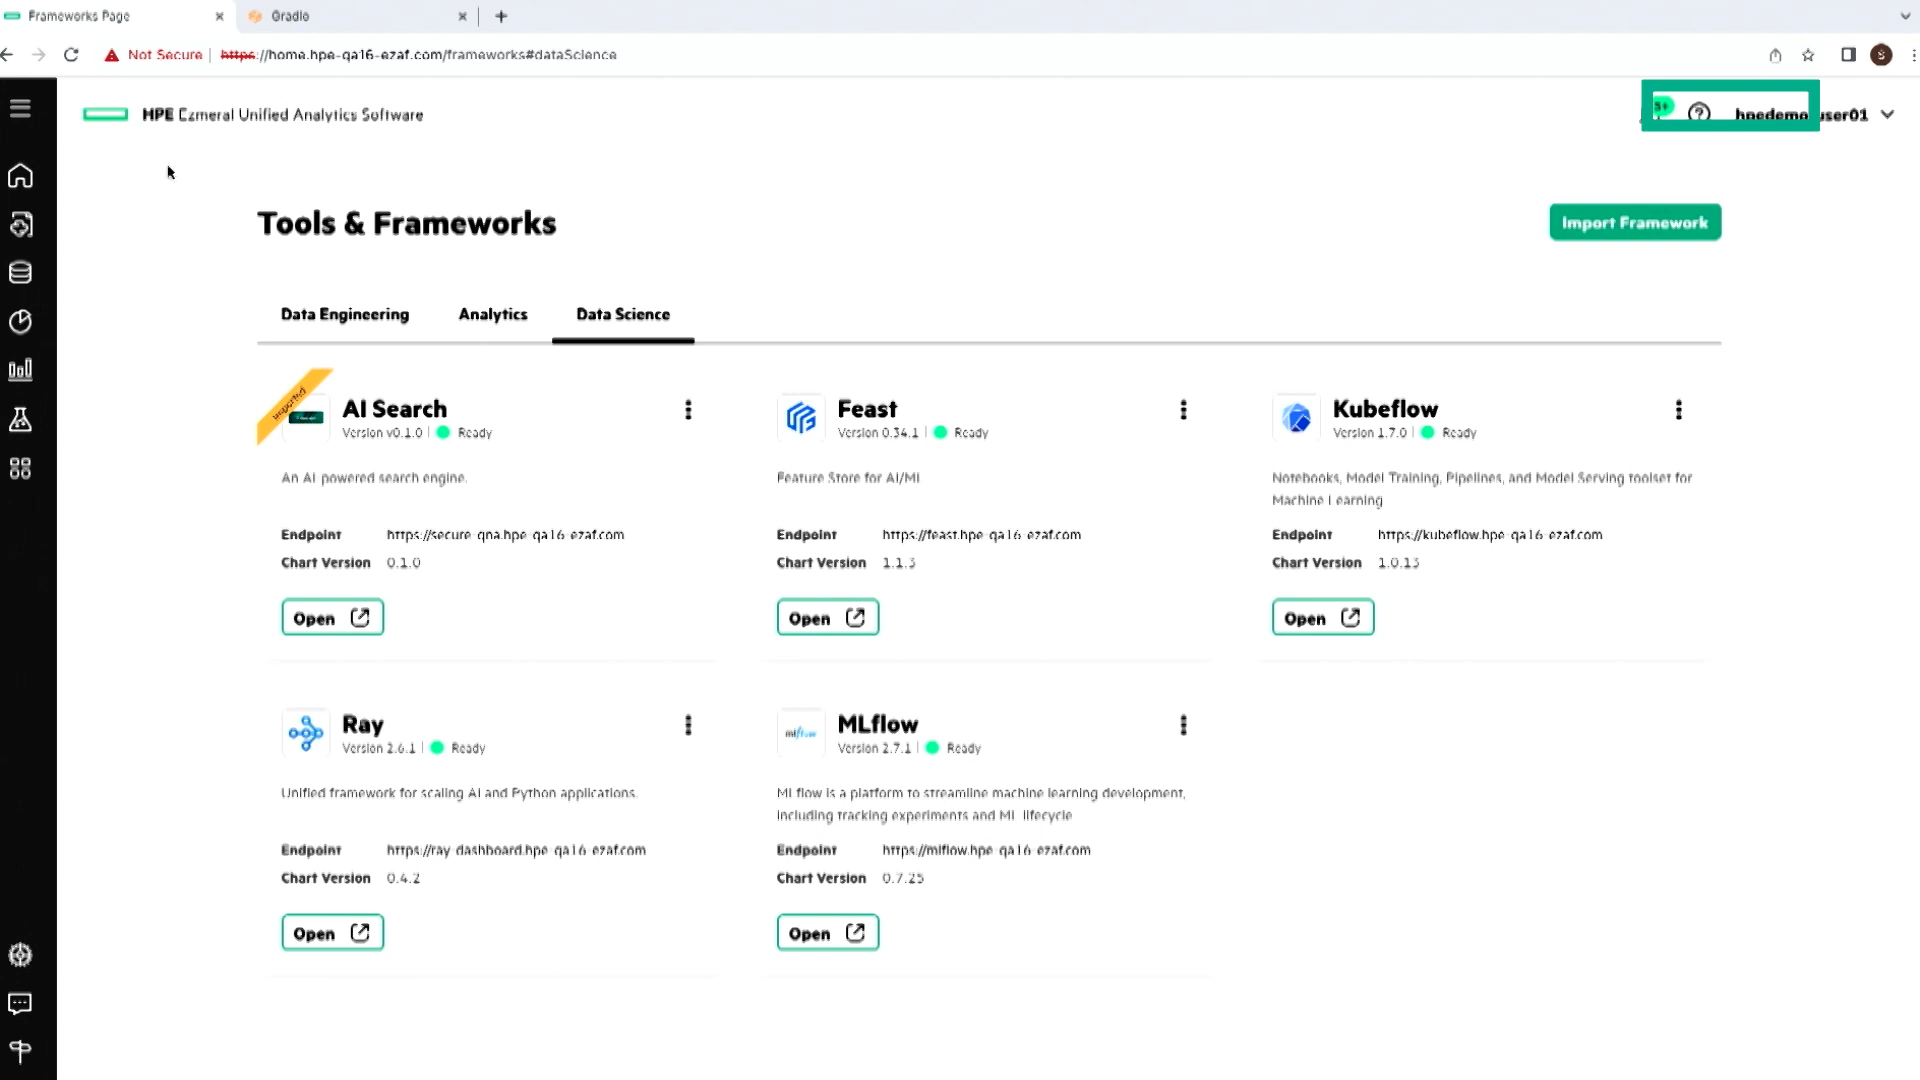 Frameworks Page
Gradio
Not Secure
https://home.hpe-qa16-ezaf.com/frameworks#dataScience
S
HPE Ezmeral Unified Analytics Software
5+
hpedemo user01
Tools & Frameworks
Import Framework
Data Engineering
Analytics
Data Science
Imported
AI Search
Version v0.1.0
Ready
An AI powered search engine.
Endpoint https://secure-qna.hpe-qa16-ezaf.com
Chart Version 0.1.0
Open
Feast
Version 0.34.1
Ready
Feature Store for AI/ML
Endpoint https://feast.hpe-qa16-ezaf.com
Chart Version 1.1.3
Open
Kubeflow
Version 1.7.0
Ready
Notebooks, Model Training, Pipelines, and Model Serving toolset for
Machine Learning
Endpoint https://kubeflow.hpe-qa16-ezaf.com
Chart Version 1.0.13
Open
Ray
Version 2.6.1
Ready
Unified framework for scaling AI and Python applications.
Endpoint https://ray-dashboard.hpe-qa16-ezaf.com
Chart Version 0.4.2
Open
mlflow
MLflow
Version 2.7.1
Ready
MLflow is a platform to streamline machine learning development,
including tracking experiments and ML lifecycle
Endpoint https://mlflow.hpe-qa16-ezaf.com
Chart Version 0.7.25
Open